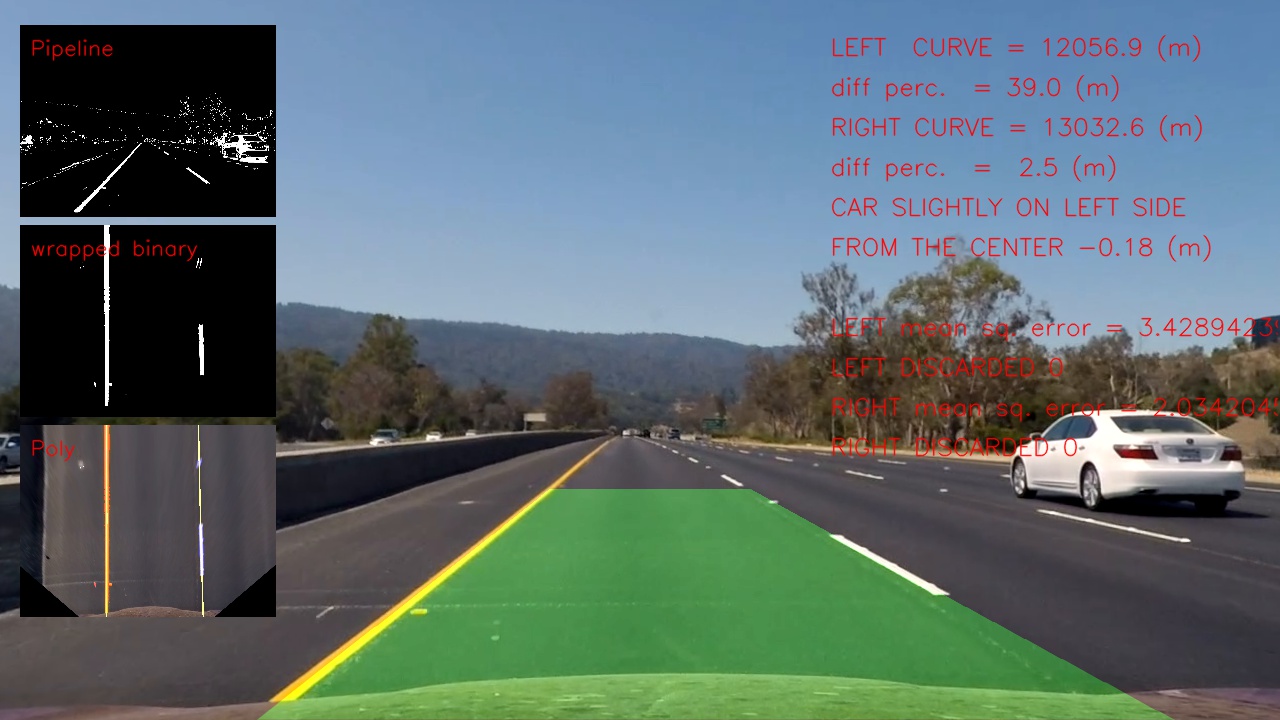 Pipeline
wrapped binary
Poly
LEFT CURVE = 12056.9 (m)
diff perc. = 39.0 (m)
RIGHT CURVE = 13032.6 (m)
diff perc. = 2.5 (m)
CAR SLIGHTLY ON LEFT SIDE
FROM THE CENTER -0.18 (m)
LEFT mean sq. error = 3.4289423
LEFT DISCARDED 0
RIGHT mean sq. error = 2.034204
RIGHT DISCARDED 0